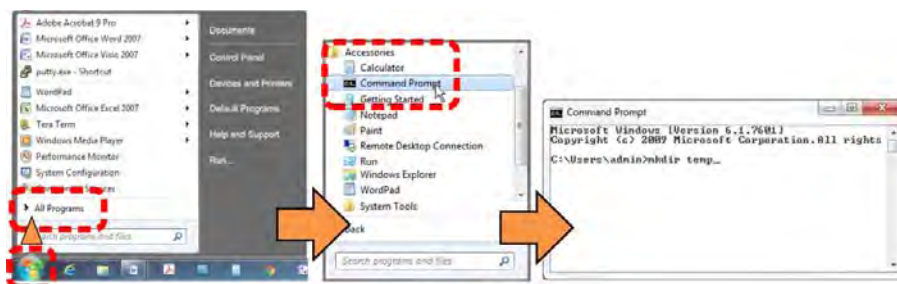 Adobe Acrobat 9 Pro
Microsoft Office Word 2007
Microsoft Office Visio 2007
putty.exe - Shortcut
WordPad
Microsoft Office Excel 2007
Tera Term
Windows Media Player
Performance Monitor
System Configuration
All Programs
Search programs and files
Documents
Control Panel
Devices and Printers
Default Programs
Help and Support
Run...
Accessories
Calculator
Command Prompt
Getting Started
Notepad
Paint
Remote Desktop Connection
Run
Windows Explorer
WordPad
System Tools
Back
Search programs and files
Command Prompt
Microsoft Windows [Version 6.1.7601]
Copyright (c) 2009 Microsoft Corporation. All rights
C:\Users\admin>mkdir temp_